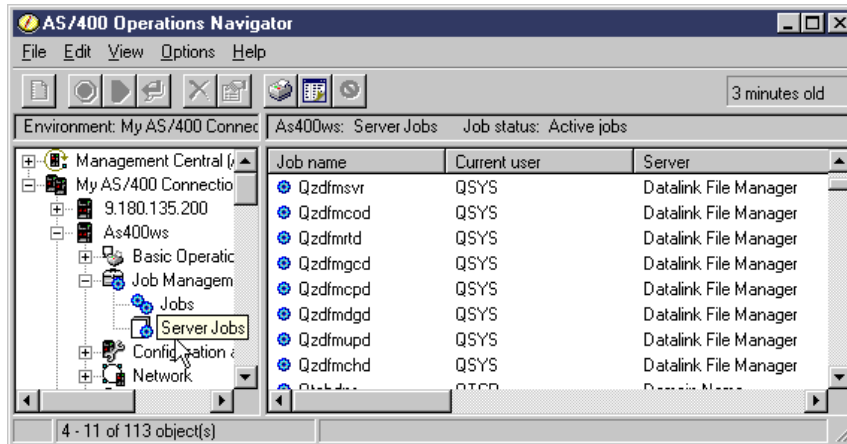 AS/400 Operations Navigator
File Edit View Options Help
3 minutes old
Environment: My AS/400 Connec
As400ws: Server Jobs Job status: Active jobs
Management Central (
My AS/400 Connectio
9.180.135.200
As400ws
Basic Operatic
Job Managem
Jobs
Server Jobs
Configuration
Network
Job name Current user Server
Qzdfmsvr QSYS Datalink File Manager
Qzdfmcod QSYS Datalink File Manager
Qzdfmrtd QSYS Datalink File Manager
Qzdfmgcd QSYS Datalink File Manager
Qzdfmcpd QSYS Datalink File Manager
Qzdfmdgd QSYS Datalink File Manager
Qzdfmupd QSYS Datalink File Manager
Qzdfmchd QSYS Datalink File Manager
QTCP Domain Name
4 - 11 of 113 object(s)